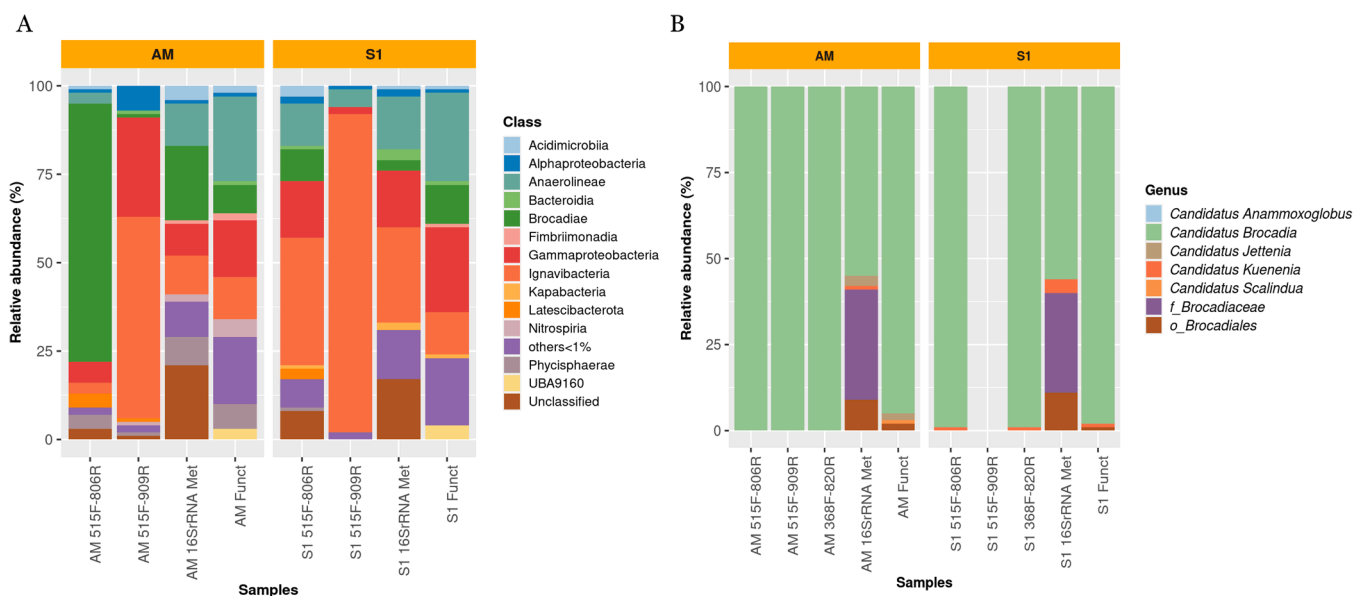 A
AM
S1
Relative abundance (%)
100
75
50
25
0
AM 515F-806R
AM 515F-909R
AM 16SrRNA Met
AM Funct
S1 515F-806R
S1 515F-909R
S1 16SrRNA Met
S1 Funct
Samples
Class
Acidimicrobiia
Alphaproteobacteria
Anaerolineae
Bacteroidia
Brocadiae
Fimbriimonadia
Gammaproteobacteria
Ignavibacteria
Kapabacteria
Latescibacterota
Nitrospiria
others<1%
Phycisphaerae
UBA9160
Unclassified
B
AM
S1
Relative abundance (%)
100
75
50
25
0
AM 515F-806R
AM 515F-909R
AM 368F-820R
AM 16SrRNA Met
AM Funct
S1 515F-806R
S1 515F-909R
S1 368F-820R
S1 16SrRNA Met
S1 Funct
Samples
Genus
Candidatus Anammoxoglobus
Candidatus Brocadia
Candidatus Jettenia
Candidatus Kuenenia
Candidatus Scalindua
f_Brocadiaceae
o_Brocadiales